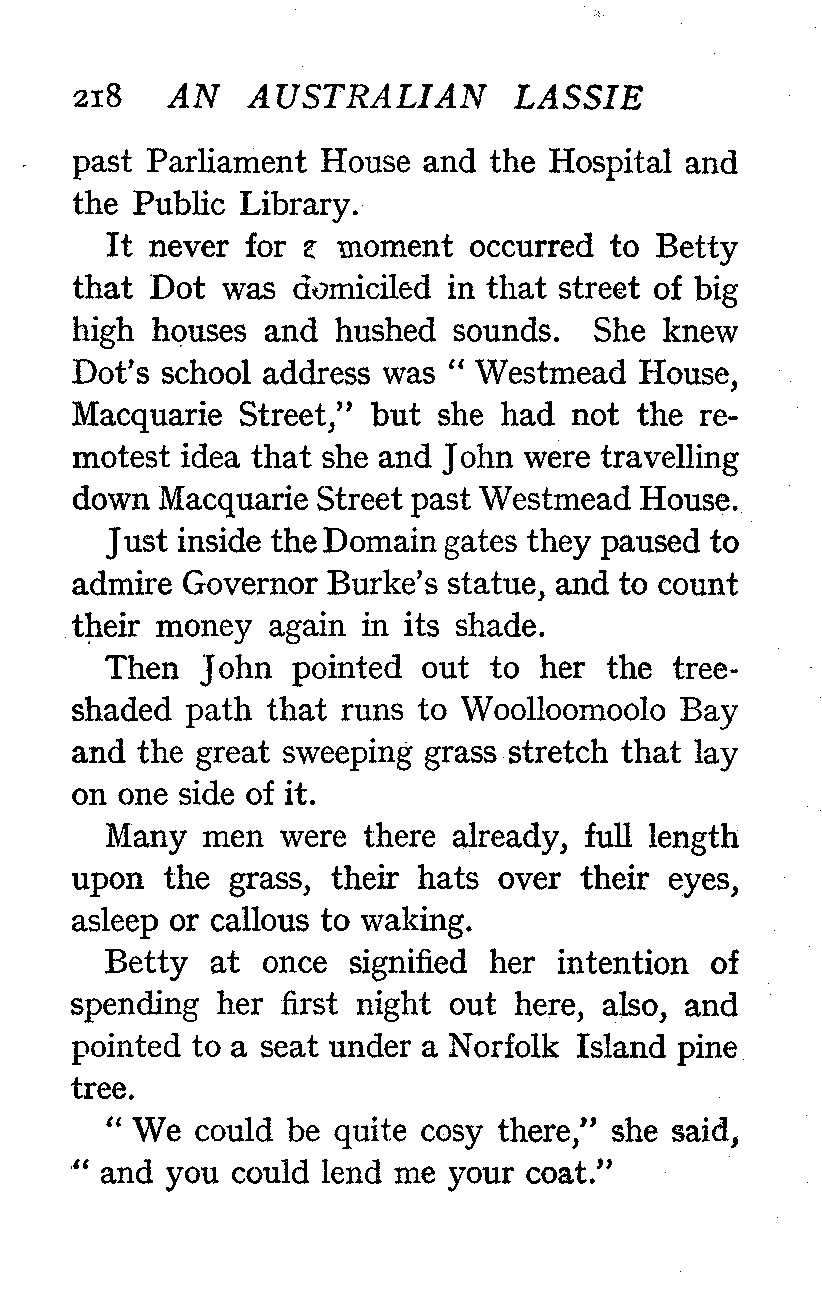 218 AN AUSTRALIAN LASSIE
past Parliament House and the Hospital and
the Public Library.
It never for a moment occurred to Betty
that Dot was domiciled in that street of big
high houses and hushed sounds. She knew
Dot's school address was " Westmead House,
Macquarie Street," but she had not the re-
motest idea that she and John were travelling
down Macquarie Street past Westmead House.
Just inside the Domain gates they paused to
admire Governor Burke's statue, and to count
their money again in its shade.
Then John pointed out to her the tree-
shaded path that runs to Woolloomoolo Bay
and the great sweeping grass stretch that lay
on one side of it.
Many men were there already, full length
upon the grass, their hats over their eyes,
asleep or callous to waking.
Betty at once signified her intention of
spending her first night out here, also, and
pointed to a seat under a Norfolk Island pine
tree.
" We could be quite cosy there," she said,
" and you could lend me your coat."